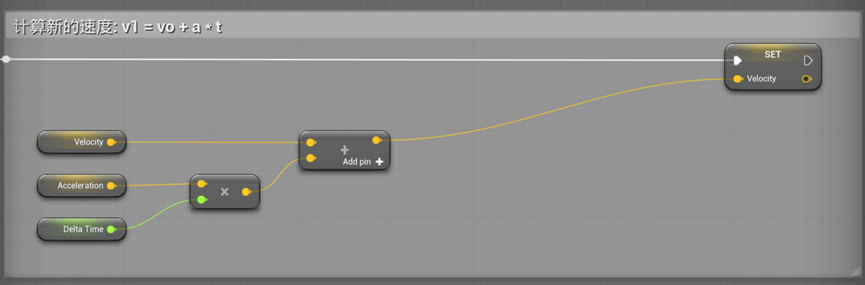 计算新的速度: v1 = vo + a * t
SET
Velocity
Velocity
+
Add pin +
Acceleration
×
Delta Time